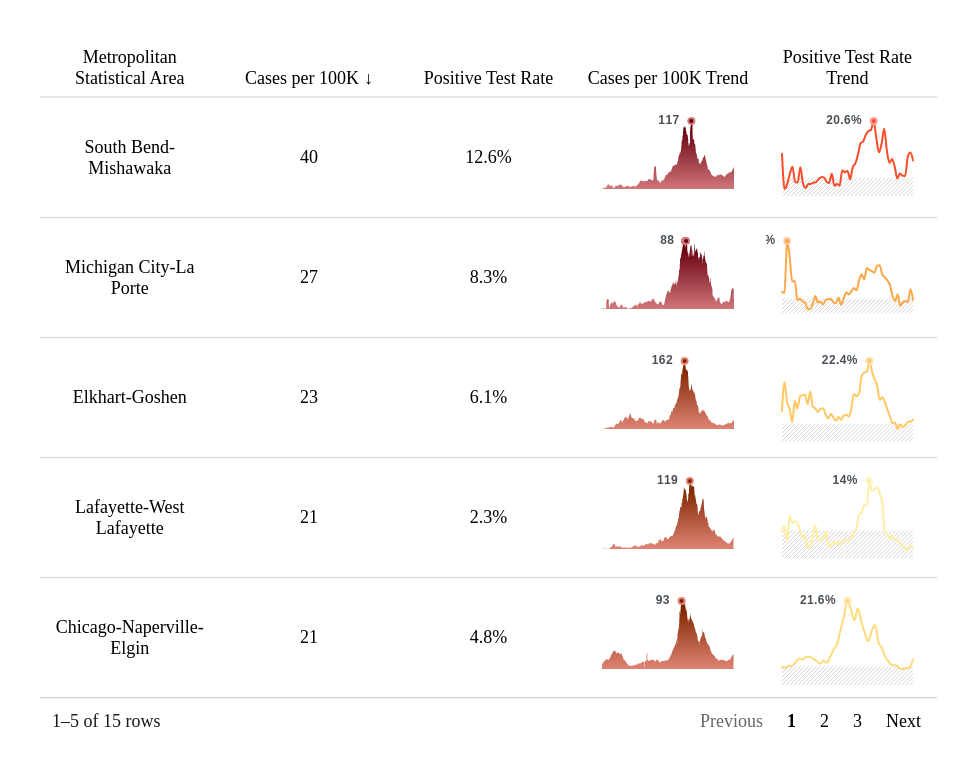 Metropolitan
Statistical Area
Cases per 100K ↓
Positive Test Rate
Cases per 100K Trend
Positive Test Rate
Trend
South Bend-
Mishawaka
40
12.6%
117
20.6%
Michigan City-La
Porte
27
8.3%
88
%
Elkhart-Goshen
23
6.1%
162
22.4%
Lafayette-West
Lafayette
21
2.3%
119
14%
Chicago-Naperville-
Elgin
21
4.8%
93
21.6%
1–5 of 15 rows
Previous 1 2 3 Next